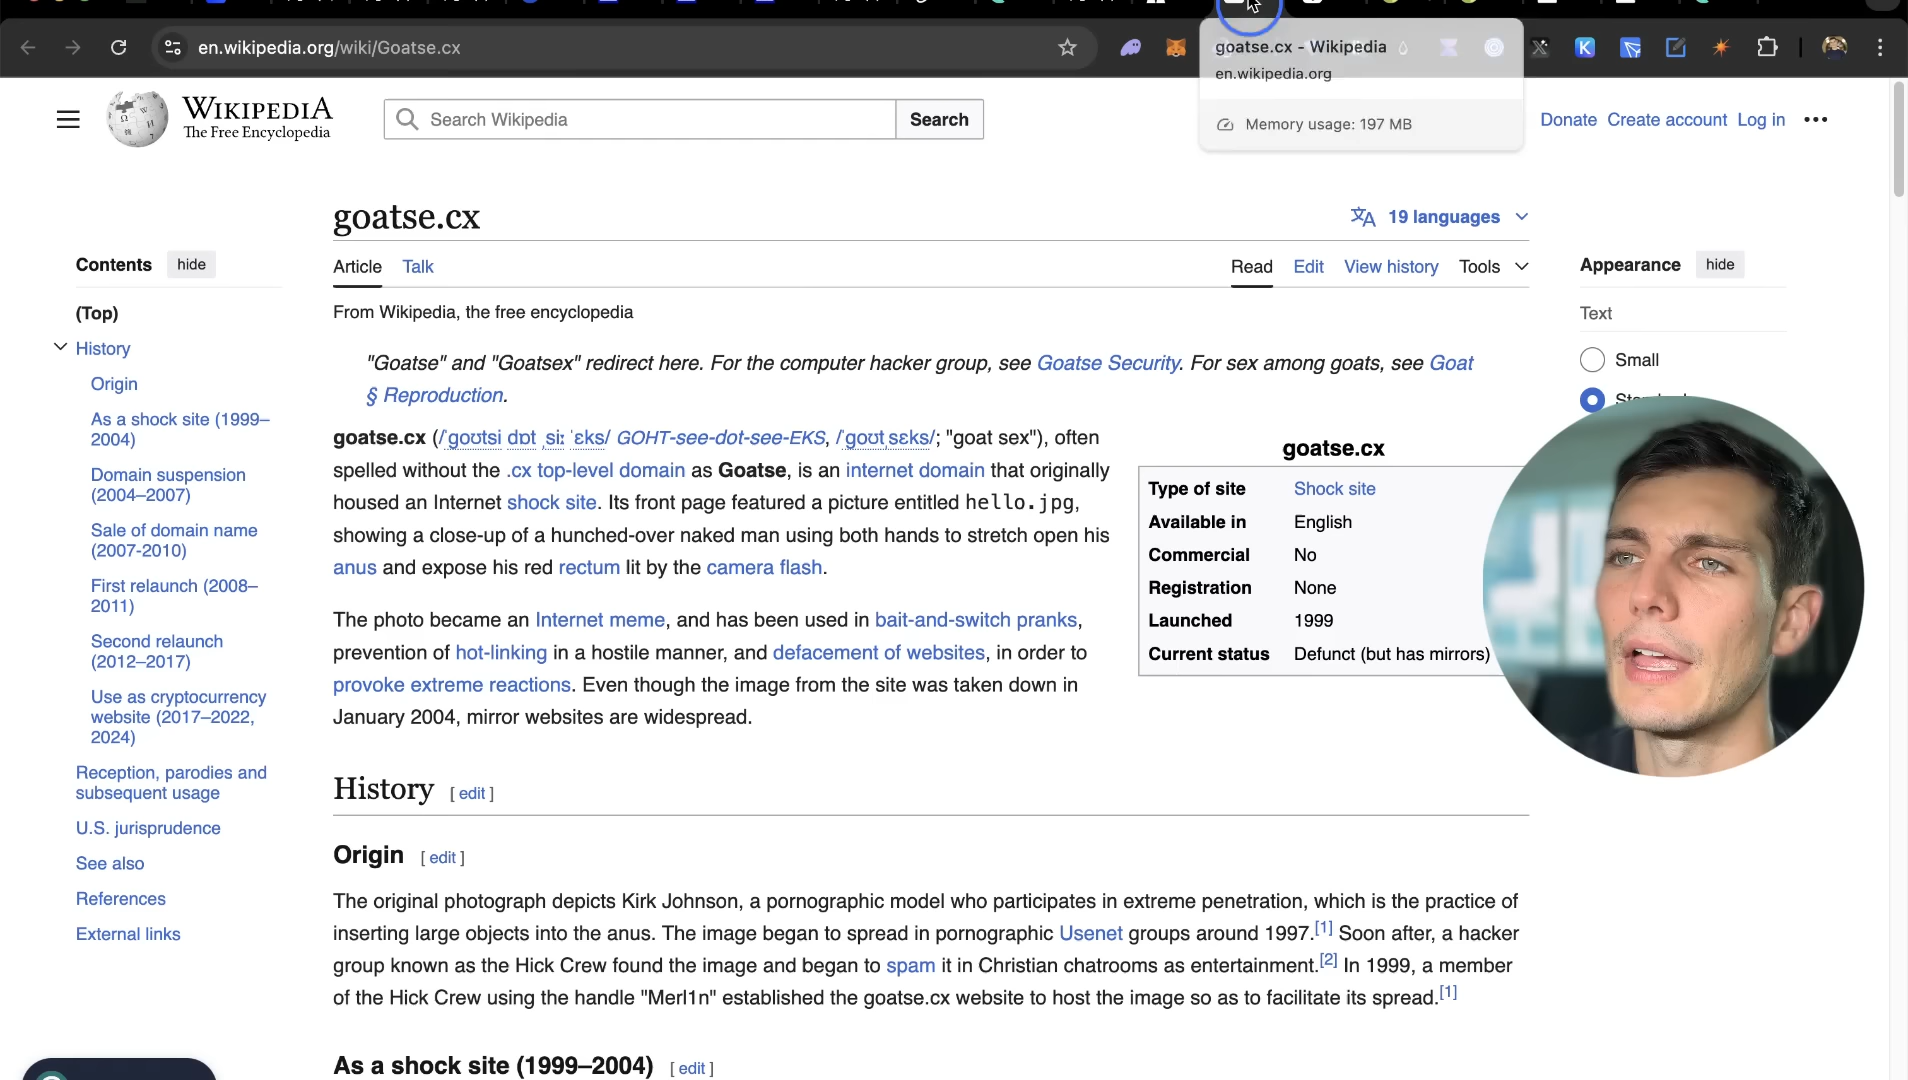 en.wikipedia.org/wiki/Goatse.cx
goatse.cx - Wikipedia
en.wikipedia.org
Memory usage: 197 MB
WIKIPEDIA
The Free Encyclopedia
Search Wikipedia
Search
Donate Create account Log in
goatse.cx
19 languages
Contents hide
(Top)
History
Origin
As a shock site (1999–
2004)
Domain suspension
(2004–2007)
Sale of domain name
(2007-2010)
First relaunch (2008–
2011)
Second relaunch
(2012–2017)
Use as cryptocurrency
website (2017–2022,
2024)
Reception, parodies and
subsequent usage
U.S. jurisprudence
See also
References
External links
Article Talk
Read Edit View history Tools
From Wikipedia, the free encyclopedia
"Goatse" and "Goatsex" redirect here. For the computer hacker group, see Goatse Security. For sex among goats, see Goat
§ Reproduction.
goatse.cx (/ˈɡoʊtsi dɒt ˌsiː ˈɛks/ GOHT-see-dot-see-EKS, /ˈɡoʊtˌsɛks/; "goat sex"), often
spelled without the .cx top-level domain as Goatse, is an internet domain that originally
housed an Internet shock site. Its front page featured a picture entitled hello.jpg,
showing a close-up of a hunched-over naked man using both hands to stretch open his
anus and expose his red rectum lit by the camera flash.
The photo became an Internet meme, and has been used in bait-and-switch pranks,
prevention of hot-linking in a hostile manner, and defacement of websites, in order to
provoke extreme reactions. Even though the image from the site was taken down in
January 2004, mirror websites are widespread.
goatse.cx
Type of site Shock site
Available in English
Commercial No
Registration None
Launched 1999
Current status Defunct (but has mirrors)
History [ edit ]
Origin [ edit ]
The original photograph depicts Kirk Johnson, a pornographic model who participates in extreme penetration, which is the practice of
inserting large objects into the anus. The image began to spread in pornographic Usenet groups around 1997.[1] Soon after, a hacker
group known as the Hick Crew found the image and began to spam it in Christian chatrooms as entertainment.[2] In 1999, a member
of the Hick Crew using the handle "Merl1n" established the goatse.cx website to host the image so as to facilitate its spread.[1]
As a shock site (1999–2004) [ edit ]
Appearance hide
Text
Small